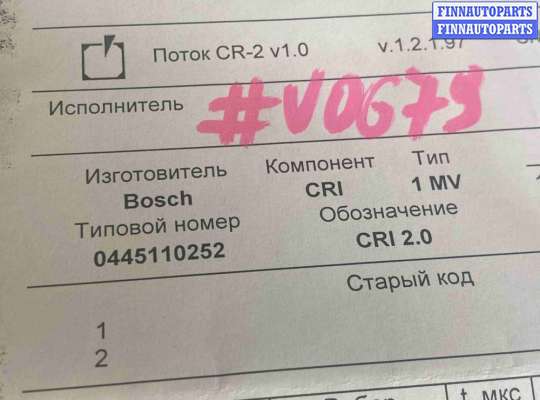 FINNAUTOPARTS
FINNAUTOPARTS
Поток CR-2 v1.0 v.1.2.1.97
Исполнитель #V0679
Изготовитель Компонент Тип
Bosch CRI 1 MV
Типовой номер Обозначение
0445110252 CRI 2.0
Старый код
1
2
t, мкс